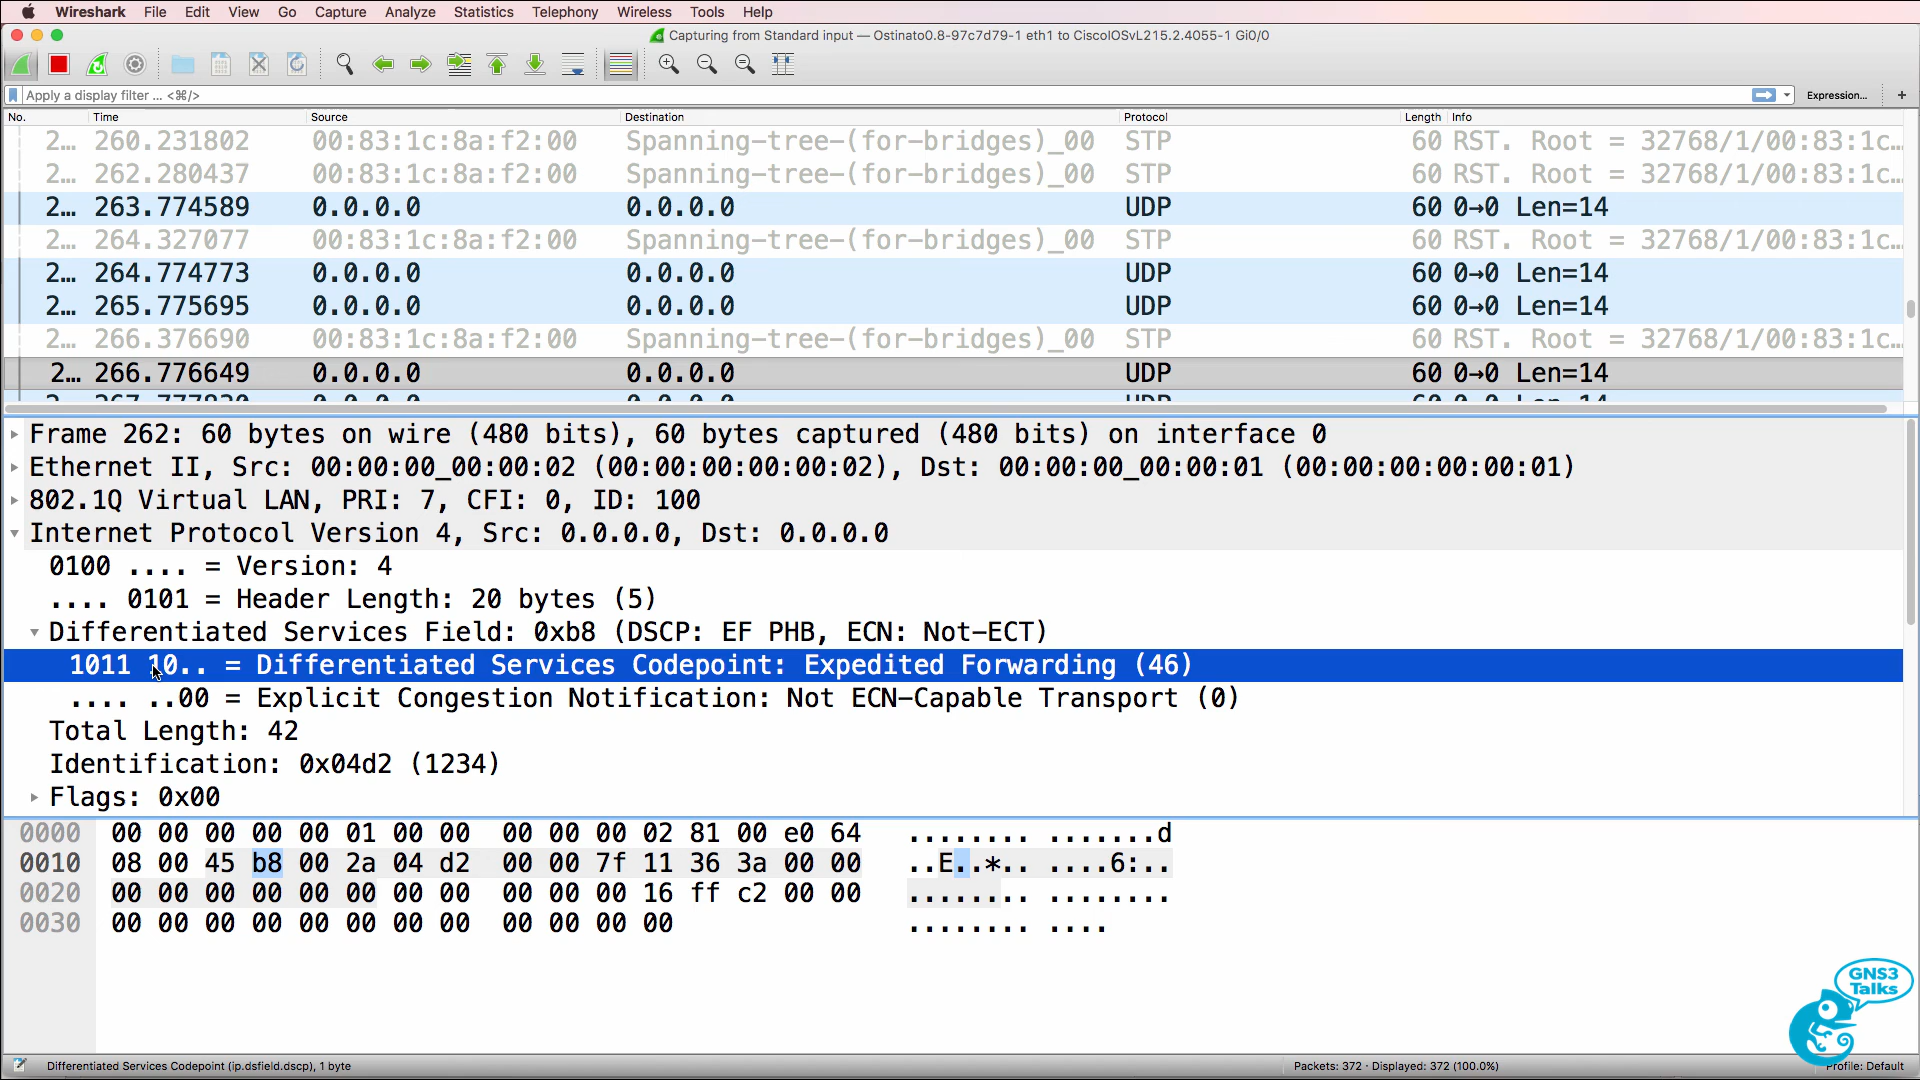 Wireshark File Edit View Go Capture Analyze Statistics Telephony Wireless Tools Help
Capturing from Standard input — Ostinato0.8-97c7d79-1 eth1 to CiscoIOSvL215.2.4055-1 Gi0/0
Apply a display filter ... <⌘/> Expression... +
No. Time Source Destination Protocol Length Info
2… 260.231802 00:83:1c:8a:f2:00 Spanning-tree-(for-bridges)_00 STP 60 RST. Root = 32768/1/00:83:1c…
2… 262.280437 00:83:1c:8a:f2:00 Spanning-tree-(for-bridges)_00 STP 60 RST. Root = 32768/1/00:83:1c…
2… 263.774589 0.0.0.0 0.0.0.0 UDP 60 0→0 Len=14
2… 264.327077 00:83:1c:8a:f2:00 Spanning-tree-(for-bridges)_00 STP 60 RST. Root = 32768/1/00:83:1c…
2… 264.774773 0.0.0.0 0.0.0.0 UDP 60 0→0 Len=14
2… 265.775695 0.0.0.0 0.0.0.0 UDP 60 0→0 Len=14
2… 266.376690 00:83:1c:8a:f2:00 Spanning-tree-(for-bridges)_00 STP 60 RST. Root = 32768/1/00:83:1c…
2… 266.776649 0.0.0.0 0.0.0.0 UDP 60 0→0 Len=14
Frame 262: 60 bytes on wire (480 bits), 60 bytes captured (480 bits) on interface 0
Ethernet II, Src: 00:00:00_00:00:02 (00:00:00:00:00:02), Dst: 00:00:00_00:00:01 (00:00:00:00:00:01)
802.1Q Virtual LAN, PRI: 7, CFI: 0, ID: 100
Internet Protocol Version 4, Src: 0.0.0.0, Dst: 0.0.0.0
0100 .... = Version: 4
.... 0101 = Header Length: 20 bytes (5)
Differentiated Services Field: 0xb8 (DSCP: EF PHB, ECN: Not-ECT)
1011 10.. = Differentiated Services Codepoint: Expedited Forwarding (46)
.... ..00 = Explicit Congestion Notification: Not ECN-Capable Transport (0)
Total Length: 42
Identification: 0x04d2 (1234)
Flags: 0x00
0000 00 00 00 00 00 01 00 00 00 00 00 02 81 00 e0 64 ........ .......d
0010 08 00 45 b8 00 2a 04 d2 00 00 7f 11 36 3a 00 00 ..E..*.. ....6:..
0020 00 00 00 00 00 00 00 00 00 00 00 16 ff c2 00 00 ........ ........
0030 00 00 00 00 00 00 00 00 00 00 00 00 ........ ....
GNS3
Talks
Differentiated Services Codepoint (ip.dsfield.dscp), 1 byte Packets: 372 · Displayed: 372 (100.0%) Profile: Default